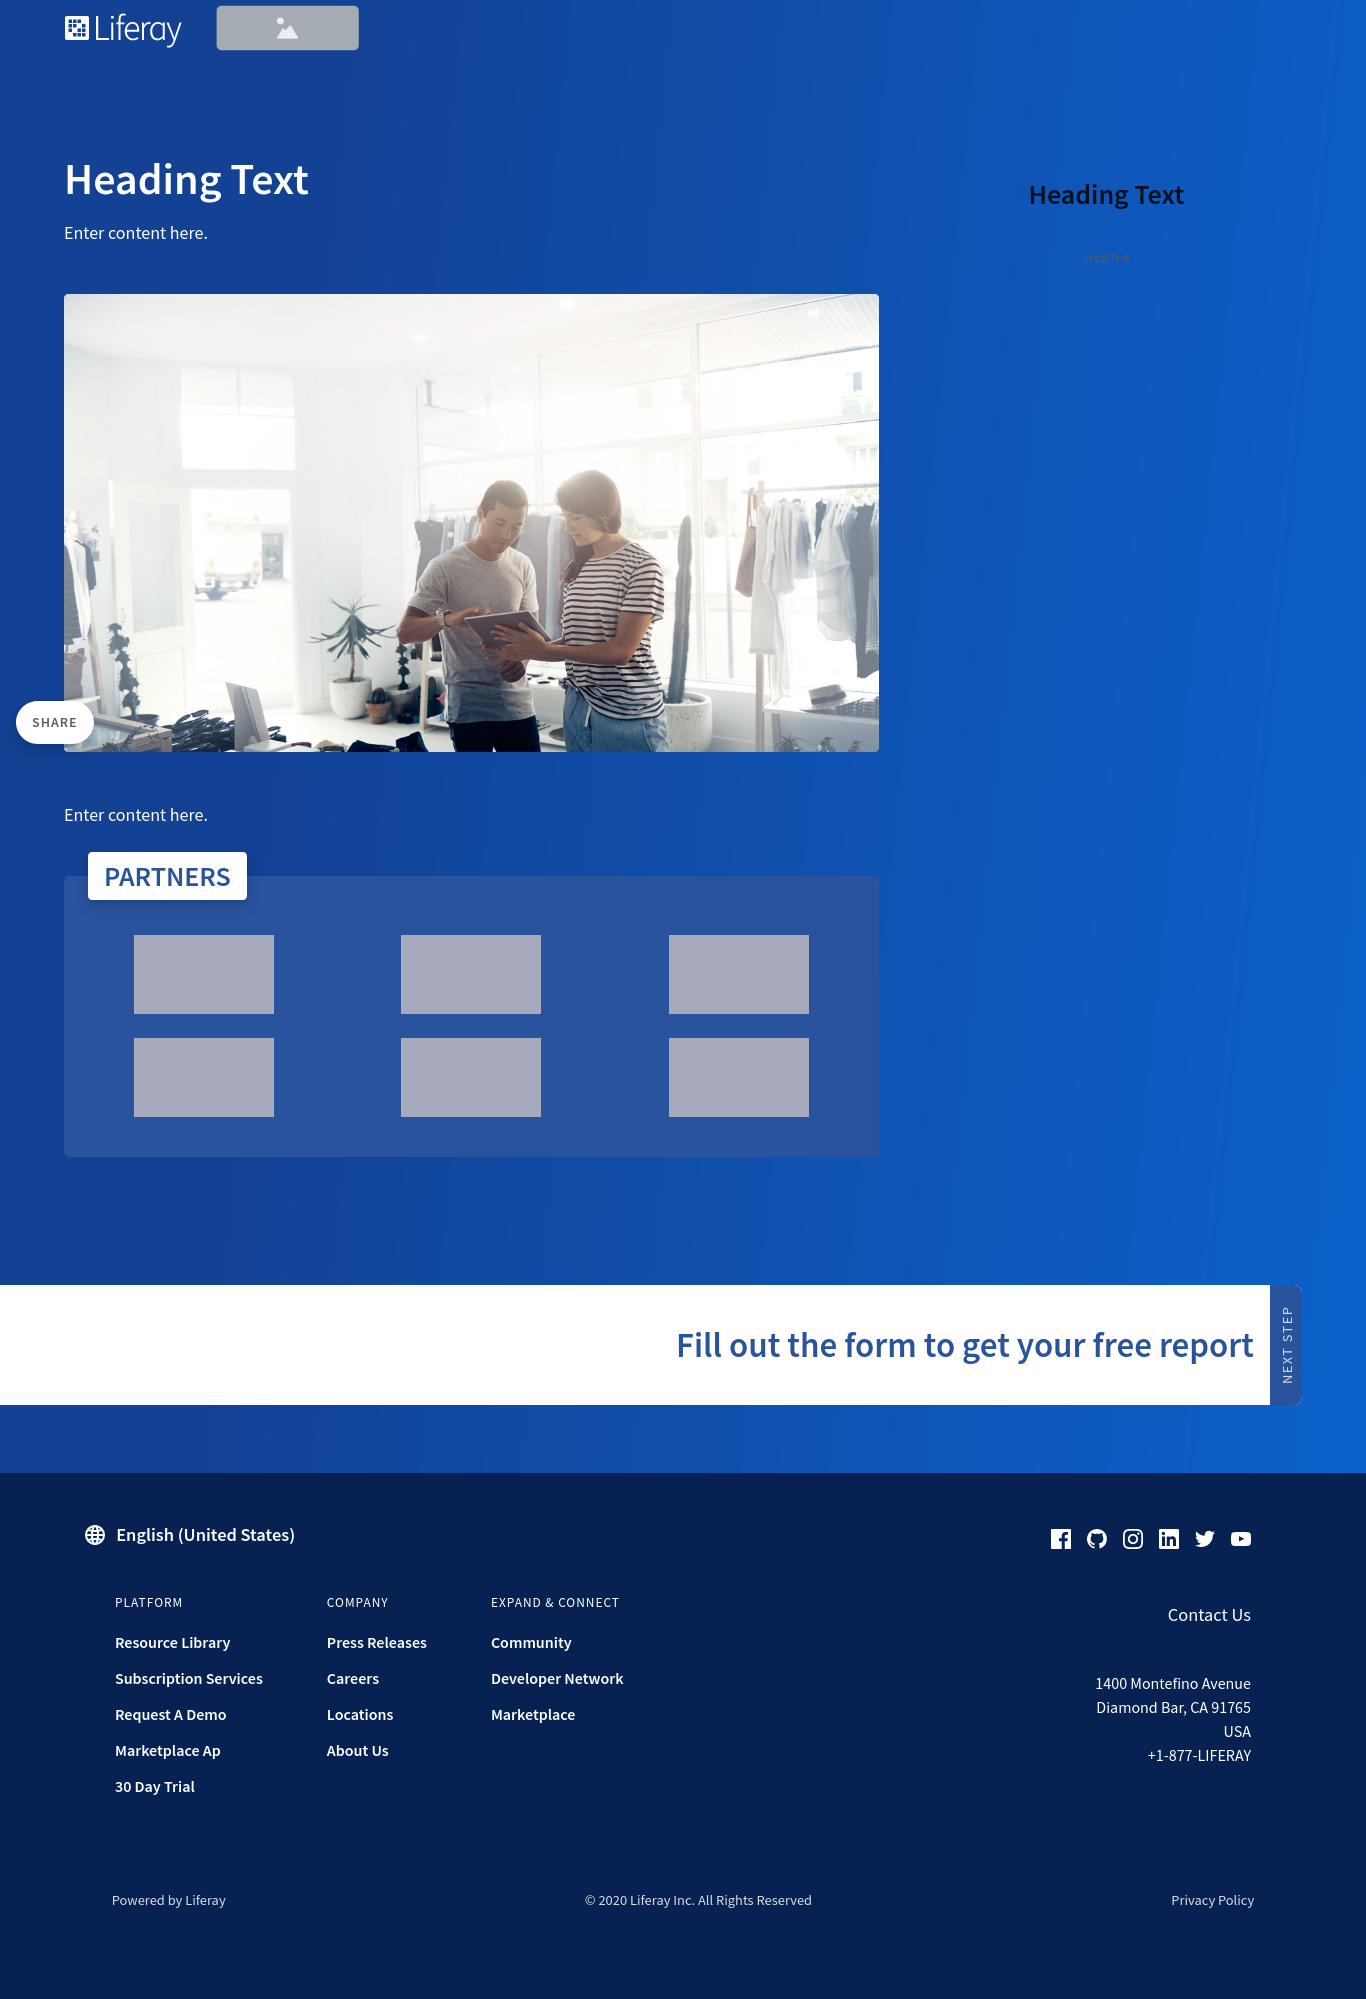 Liferay
Heading Text
Enter content here.
Heading Text
Legal Text
SHARE
Enter content here.
PARTNERS
Fill out the form to get your free report
NEXT STEP
English (United States)
PLATFORM
Resource Library
Subscription Services
Request A Demo
Marketplace Ap
30 Day Trial
COMPANY
Press Releases
Careers
Locations
About Us
EXPAND & CONNECT
Community
Developer Network
Marketplace
Contact Us
1400 Montefino Avenue
Diamond Bar, CA 91765
USA
+1-877-LIFERAY
Powered by Liferay
© 2020 Liferay Inc. All Rights Reserved
Privacy Policy